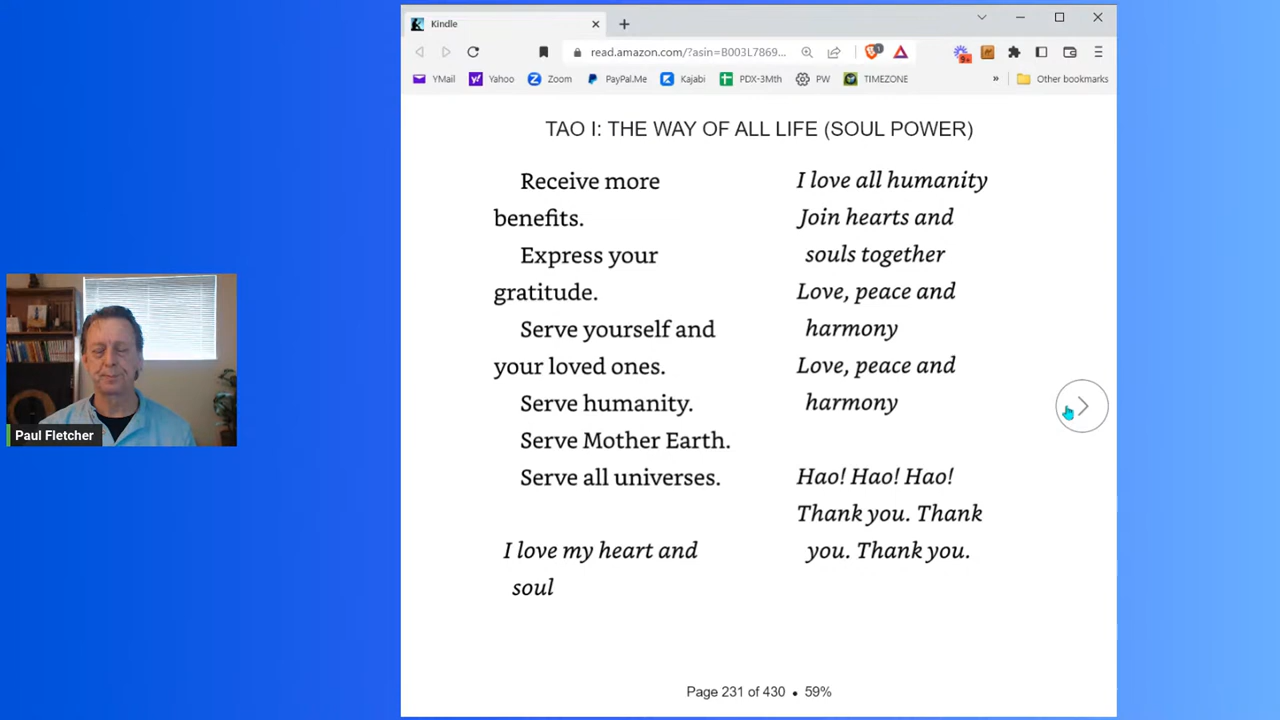 Kindle
read.amazon.com/?asin=B003L7869...
1
9+
YMail
Yahoo
Zoom
PayPal.Me
Kajabi
PDX-3Mth
PW
TIMEZONE
»
Other bookmarks
TAO I: THE WAY OF ALL LIFE (SOUL POWER)
Receive more
benefits.
Express your
gratitude.
Serve yourself and
your loved ones.
Serve humanity.
Serve Mother Earth.
Serve all universes.
I love my heart and
soul
I love all humanity
Join hearts and
souls together
Love, peace and
harmony
Love, peace and
harmony
Hao! Hao! Hao!
Thank you. Thank
you. Thank you.
Paul Fletcher
Page 231 of 430 • 59%